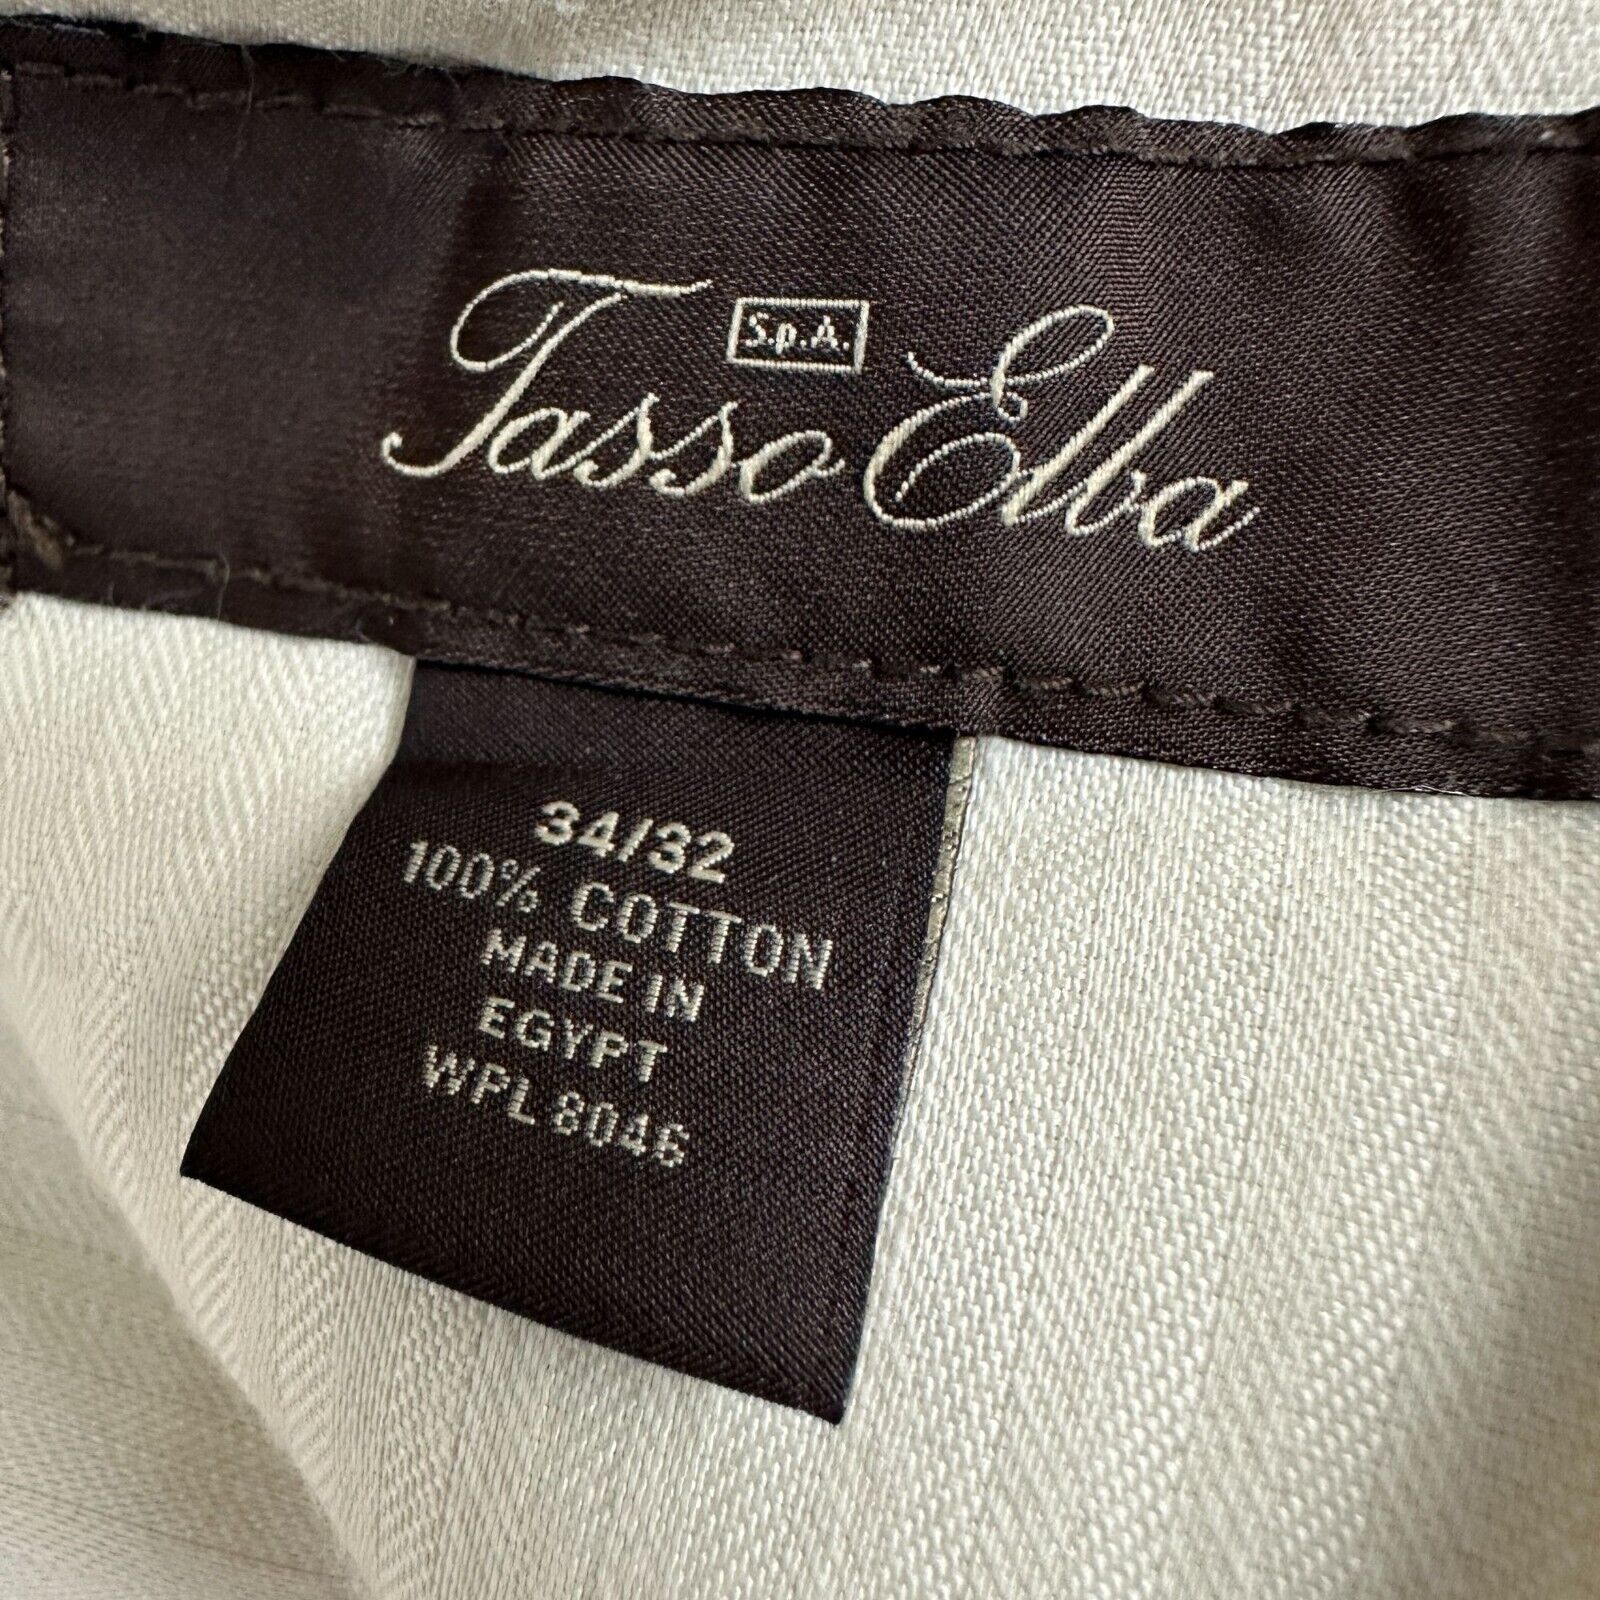 S.p.A.
Tasso Elba
34/32
100% COTTON
MADE IN
EGYPT
WPL 8046